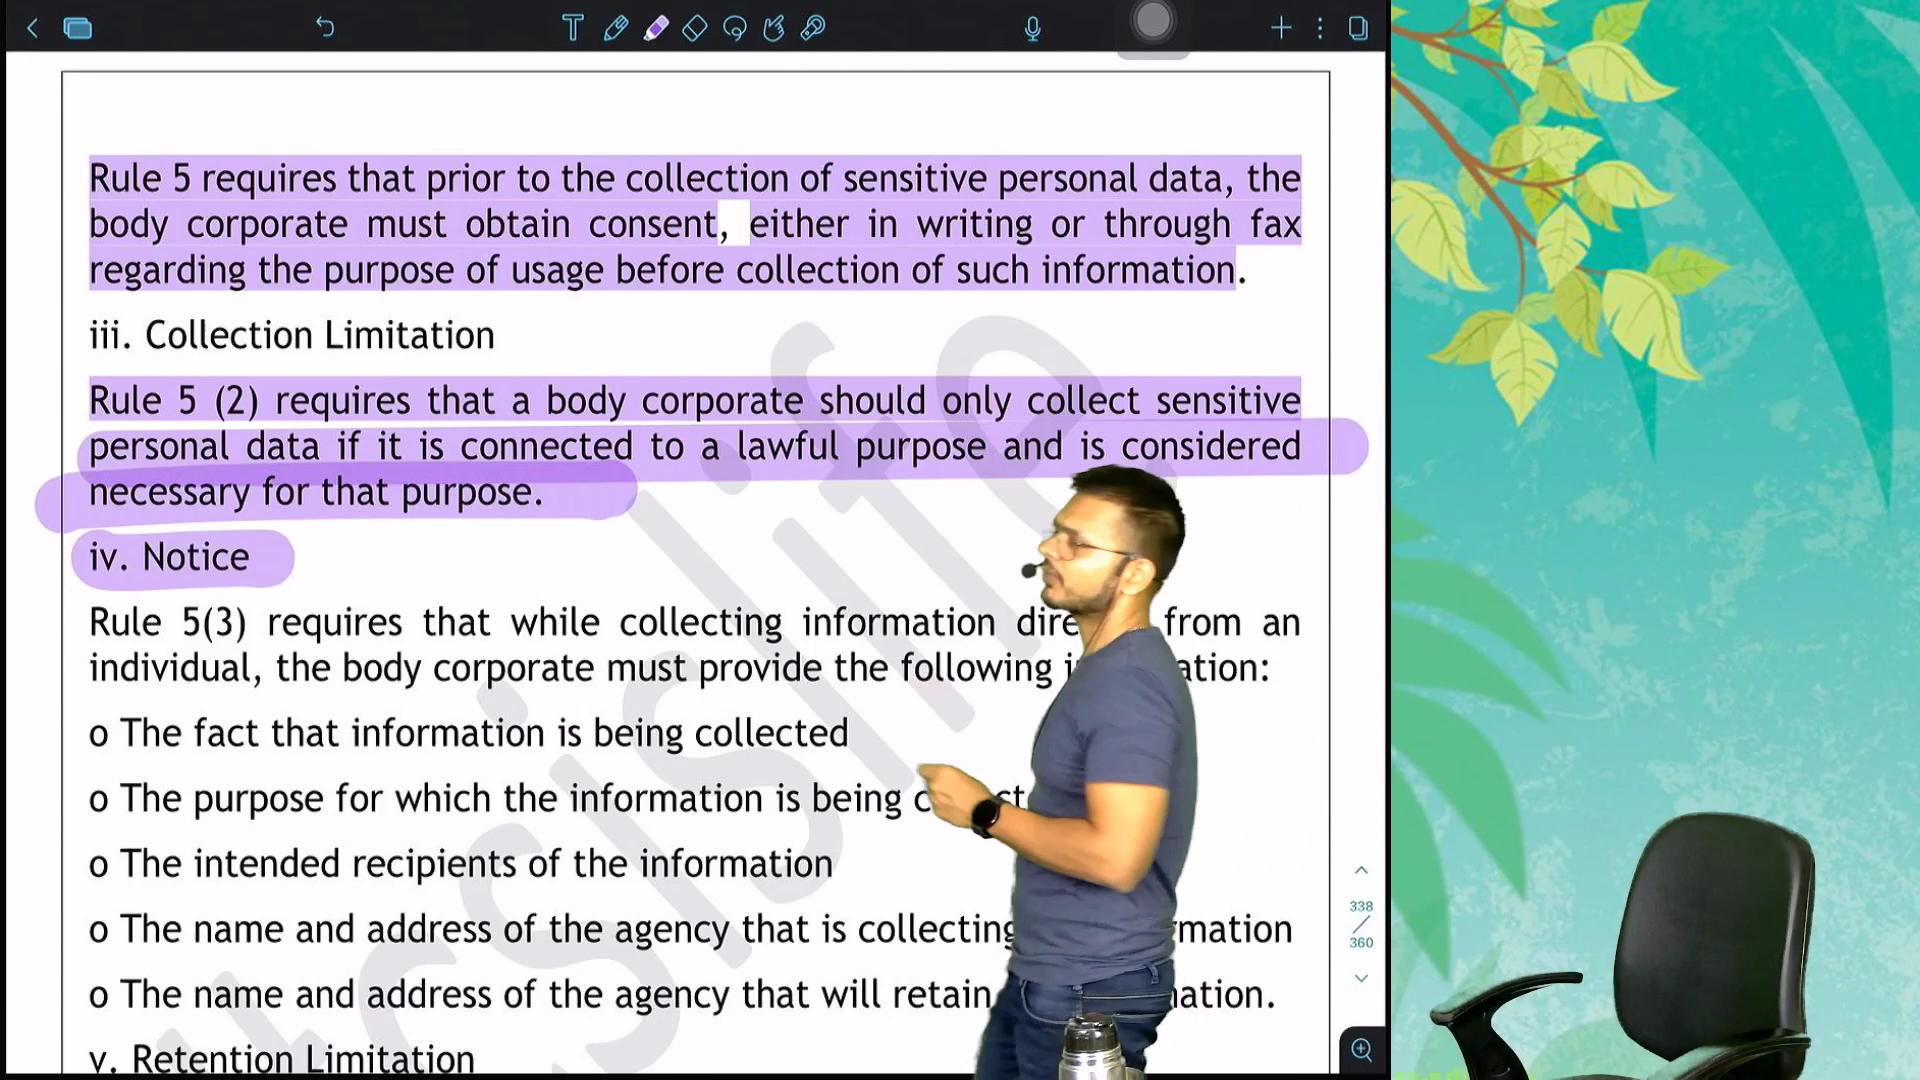 Rule 5 requires that prior to the collection of sensitive personal data, the
body corporate must obtain consent, either in writing or through fax
regarding the purpose of usage before collection of such information.
iii. Collection Limitation
Rule 5 (2) requires that a body corporate should only collect sensitive
personal data if it is connected to a lawful purpose and is considered
necessary for that purpose.
iv. Notice
Rule 5(3) requires that while collecting information from an
individual, the body corporate must provide the following
o The fact that information is being collected
o The purpose for which the information is being
o The intended recipients of the information
o The name and address of the agency that is collecting
o The name and address of the agency that will retain
v. Retention Limitation
338
/
360